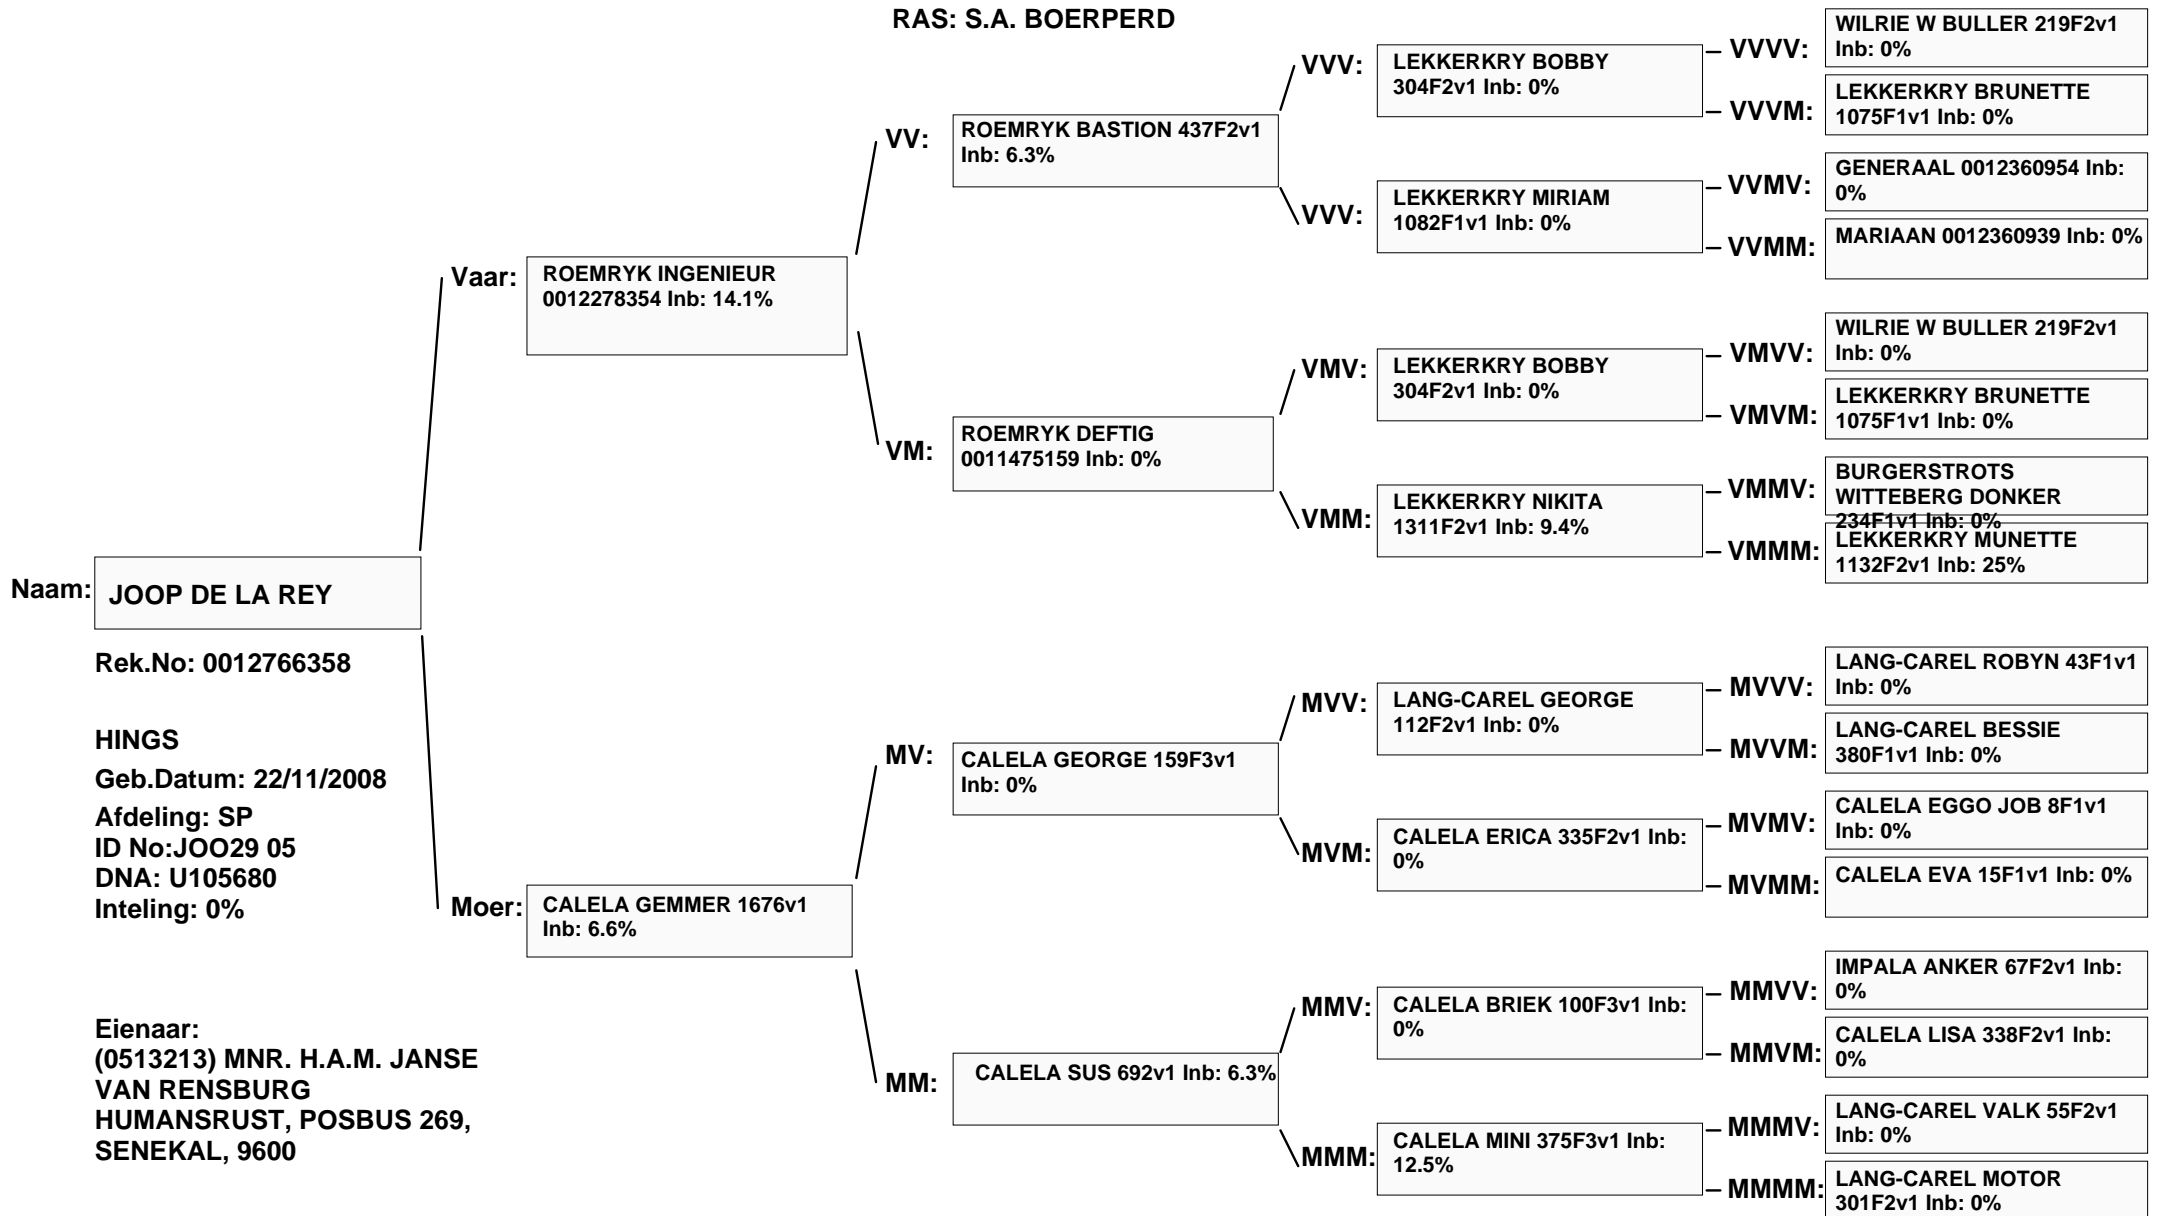 RAS: S.A. BOERPERD
Naam:
JOOP DE LA REY
Rek.No: 0012766358
HINGS
Geb.Datum: 22/11/2008
Afdeling: SP
ID No:JOO29 05
DNA: U105680
Inteling: 0%
Eienaar:
(0513213) MNR. H.A.M. JANSE
VAN RENSBURG
HUMANSRUST, POSBUS 269,
SENEKAL, 9600
Vaar:
ROEMRYK INGENIEUR
0012278354 Inb: 14.1%
Moer:
CALELA GEMMER 1676v1
Inb: 6.6%
VV:
ROEMRYK BASTION 437F2v1
Inb: 6.3%
VM:
ROEMRYK DEFTIG
0011475159 Inb: 0%
MV:
CALELA GEORGE 159F3v1
Inb: 0%
MM:
CALELA SUS 692v1 Inb: 6.3%
VVV:
LEKKERKRY BOBBY
304F2v1 Inb: 0%
VVV:
LEKKERKRY MIRIAM
1082F1v1 Inb: 0%
VMV:
LEKKERKRY BOBBY
304F2v1 Inb: 0%
VMM:
LEKKERKRY NIKITA
1311F2v1 Inb: 9.4%
MVV:
LANG-CAREL GEORGE
112F2v1 Inb: 0%
MVM:
CALELA ERICA 335F2v1 Inb:
0%
MMV:
CALELA BRIEK 100F3v1 Inb:
0%
MMM:
CALELA MINI 375F3v1 Inb:
12.5%
VVVV:
WILRIE W BULLER 219F2v1
Inb: 0%
VVVM:
LEKKERKRY BRUNETTE
1075F1v1 Inb: 0%
VVMV:
GENERAAL 0012360954 Inb:
0%
VVMM:
MARIAAN 0012360939 Inb: 0%
VMVV:
WILRIE W BULLER 219F2v1
Inb: 0%
VMVM:
LEKKERKRY BRUNETTE
1075F1v1 Inb: 0%
VMMV:
BURGERSTROTS
WITTEBERG DONKER
234F1v1 Inb: 0%
VMMM:
LEKKERKRY MUNETTE
1132F2v1 Inb: 25%
MVVV:
LANG-CAREL ROBYN 43F1v1
Inb: 0%
MVVM:
LANG-CAREL BESSIE
380F1v1 Inb: 0%
MVMV:
CALELA EGGO JOB 8F1v1
Inb: 0%
MVMM:
CALELA EVA 15F1v1 Inb: 0%
MMVV:
IMPALA ANKER 67F2v1 Inb:
0%
MMVM:
CALELA LISA 338F2v1 Inb:
0%
MMMV:
LANG-CAREL VALK 55F2v1
Inb: 0%
MMMM:
LANG-CAREL MOTOR
301F2v1 Inb: 0%